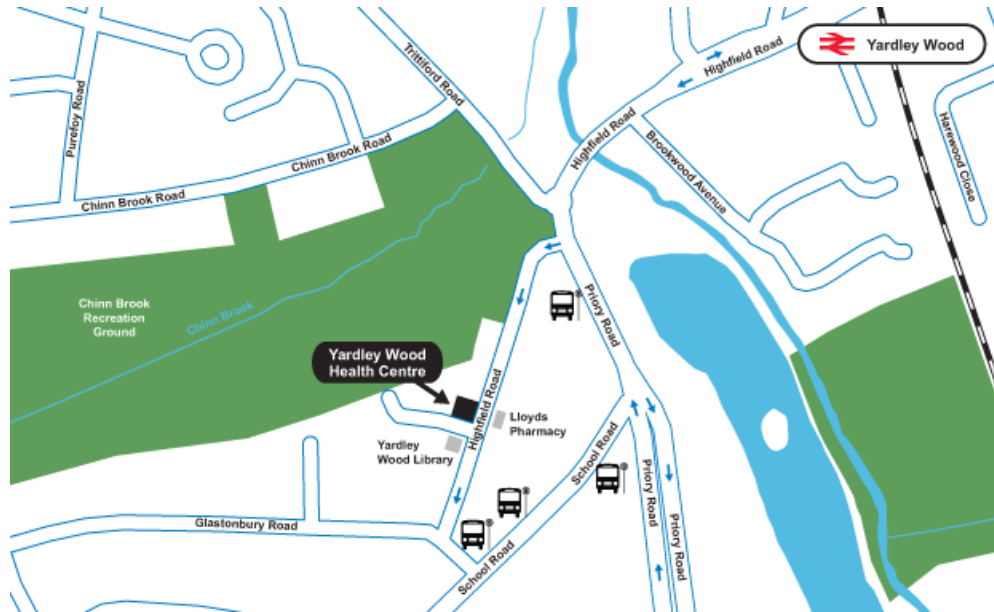 Yardley Wood
Trittiford Road
Highfield Road
Purefoy Road
Highfield Road
Harewood Close
Chinn Brook Road
Brookwood Avenue
Chinn Brook Road
Chinn Brook
Recreation
Ground
Chinn Brook
Priory Road
Yardley Wood
Health Centre
Highfield Road
Lloyds
Pharmacy
Yardley
Wood Library
School Road
Priory Road
Priory Road
Glastonbury Road
School Road